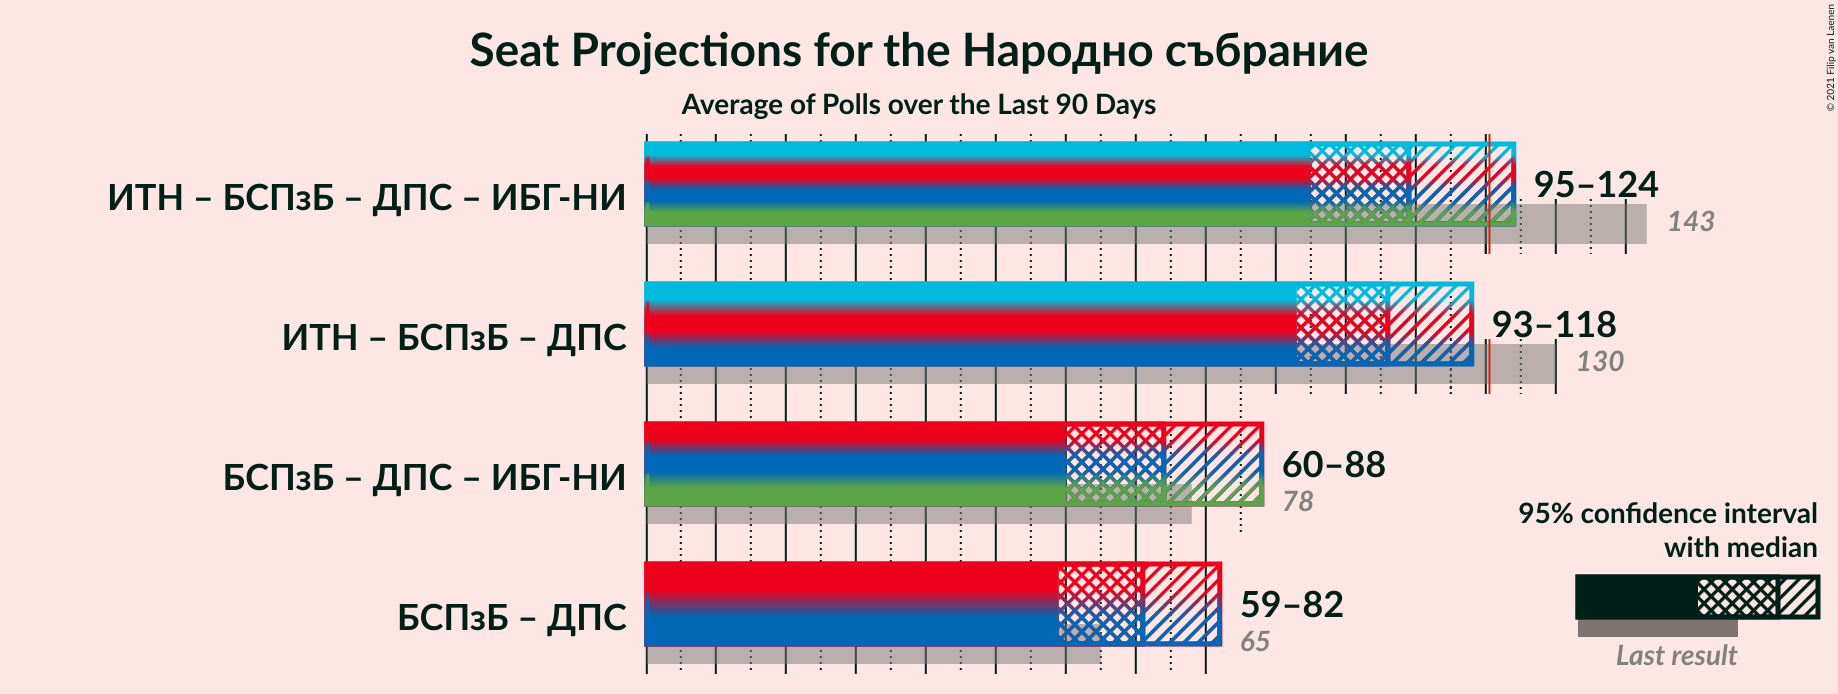 Seat Projections for the Народно събрание
Average of Polls over the Last 90 Days
© 2021 Filip van Laenen
ИТН – БСПзБ – ДПС – ИБГ-НИ
95–124
143
ИТН – БСПзБ – ДПС
93–118
130
БСПзБ – ДПС – ИБГ-НИ
60–88
78
БСПзБ – ДПС
59–82
65
95% confidence interval
with median
Last result